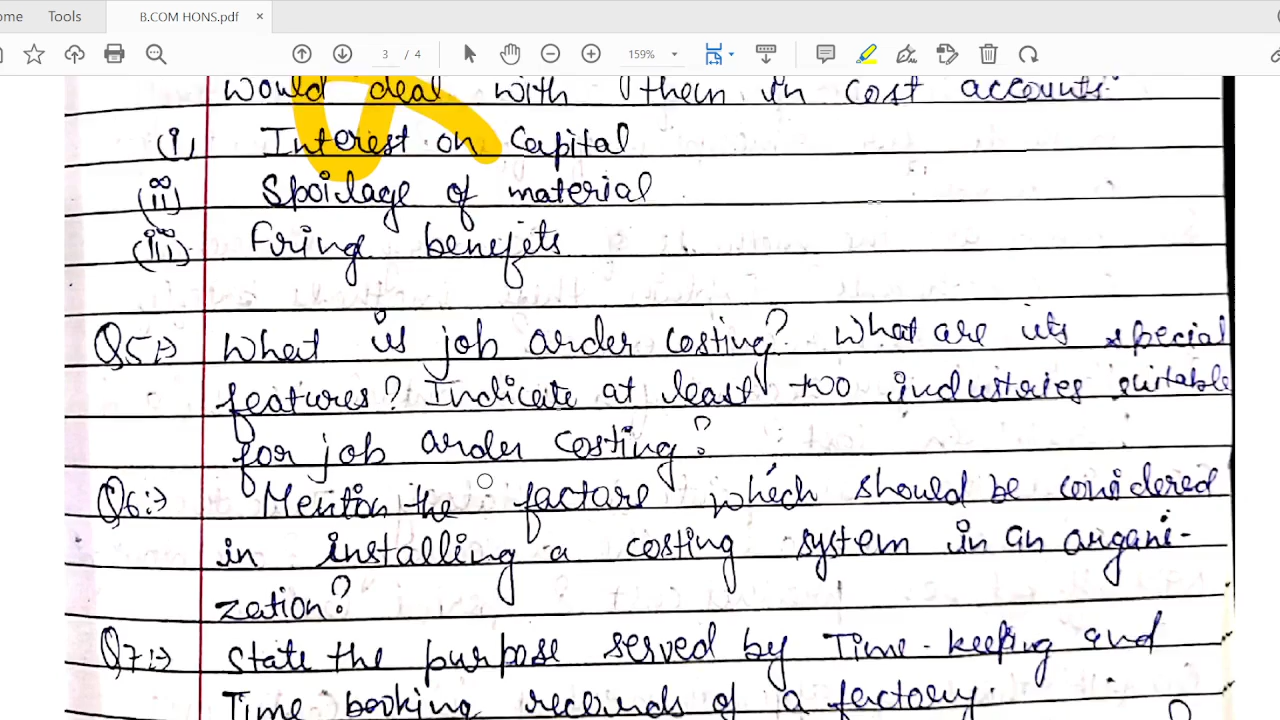 ome Tools B.COM HONS.pdf ×
3 / 4 159%
would deal with them in cost accounts.
(i) Interest on Capital
(ii) Spoilage of material
(iii) Firing benefits
Q5:→ What is job order costing? What are its special
features? Indicate at least two industries suitable
for job order costing?
Q6:→ Mention the factors which should be considered
in installing a costing system in an organi-
zation?
Q7:→ State the purpose served by Time-keeping and
Time booking records of a factory.